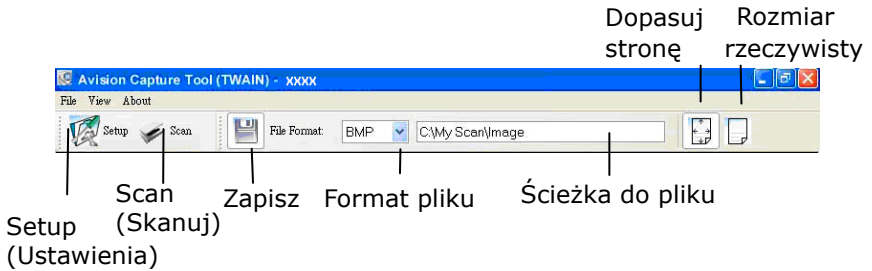 Dopasuj stronę
Rozmiar rzeczywisty
Avision Capture Tool (TWAIN) - xxxx
File View About
Setup Scan File Format: BMP C:\My Scan\Image
Setup (Ustawienia)
Scan (Skanuj)
Zapisz
Format pliku
Ścieżka do pliku